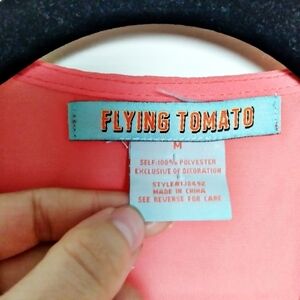 FLYING TOMATO
M
SELF:100% POLYESTER
EXCLUSIVE OF DECORATION
MADE IN CHINA
SEE REVERSE FOR CARE